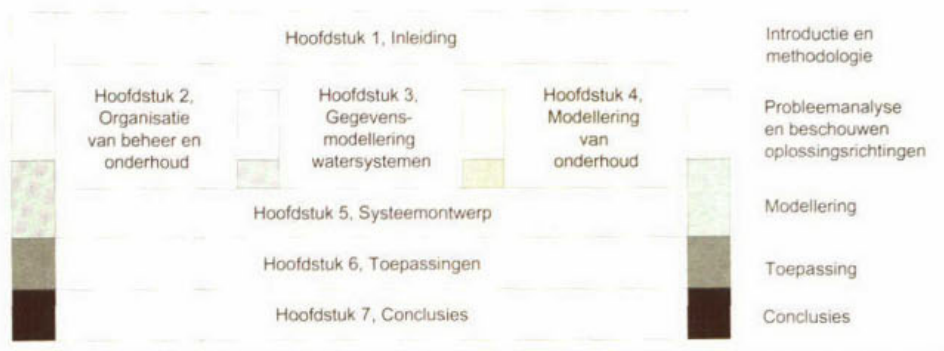 Hoofdstuk 1, Inleiding
Introductie en
methodologie
Hoofdstuk 2,
Organisatie
van beheer en
onderhoud
Hoofdstuk 3,
Gegevens-
modellering
watersystemen
Hoofdstuk 4,
Modellering
van
onderhoud
Probleemanalyse
en beschouwen
oplossingsrichtingen
Hoofdstuk 5, Systeemontwerp
Modellering
Hoofdstuk 6, Toepassingen
Toepassing
Hoofdstuk 7, Conclusies
Conclusies